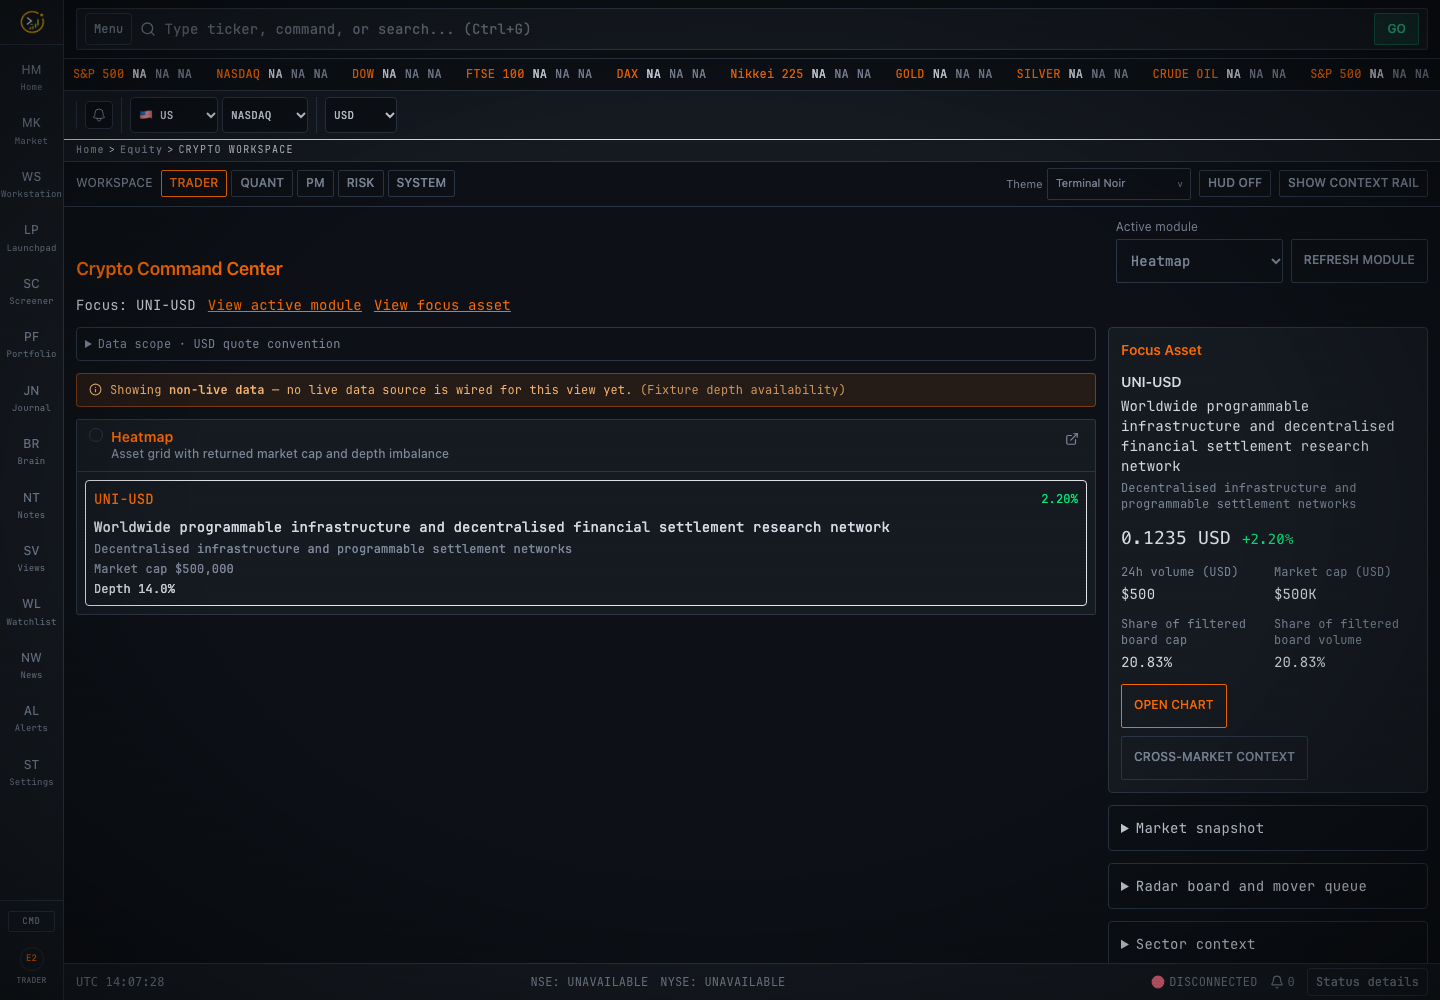 Menu Type ticker, command, or search... (Ctrl+G) GO
S&P 500 NA NA NA NASDAQ NA NA NA DOW NA NA NA FTSE 100 NA NA NA DAX NA NA NA Nikkei 225 NA NA NA GOLD NA NA NA SILVER NA NA NA CRUDE OIL NA NA NA S&P 500 NA NA NA
US NASDAQ USD
Home > Equity > CRYPTO WORKSPACE
WORKSPACE TRADER QUANT PM RISK SYSTEM Theme Terminal Noir v HUD OFF SHOW CONTEXT RAIL
HM
Home
MK
Market
WS
Workstation
LP
Launchpad
SC
Screener
PF
Portfolio
JN
Journal
BR
Brain
NT
Notes
SV
Views
WL
Watchlist
NW
News
AL
Alerts
ST
Settings
CMD
E2
TRADER
Crypto Command Center
Active module
Heatmap REFRESH MODULE
Focus: UNI-USD View active module View focus asset
Data scope · USD quote convention
Showing non-live data — no live data source is wired for this view yet. (Fixture depth availability)
Heatmap
Asset grid with returned market cap and depth imbalance
UNI-USD 2.20%
Worldwide programmable infrastructure and decentralised financial settlement research network
Decentralised infrastructure and programmable settlement networks
Market cap $500,000
Depth 14.0%
Focus Asset
UNI-USD
Worldwide programmable
infrastructure and decentralised
financial settlement research
network
Decentralised infrastructure and
programmable settlement networks
0.1235 USD +2.20%
24h volume (USD) Market cap (USD)
$500 $500K
Share of filtered Share of filtered
board cap board volume
20.83% 20.83%
OPEN CHART
CROSS-MARKET CONTEXT
Market snapshot
Radar board and mover queue
Sector context
UTC 14:07:28 NSE: UNAVAILABLE NYSE: UNAVAILABLE DISCONNECTED 0 Status details